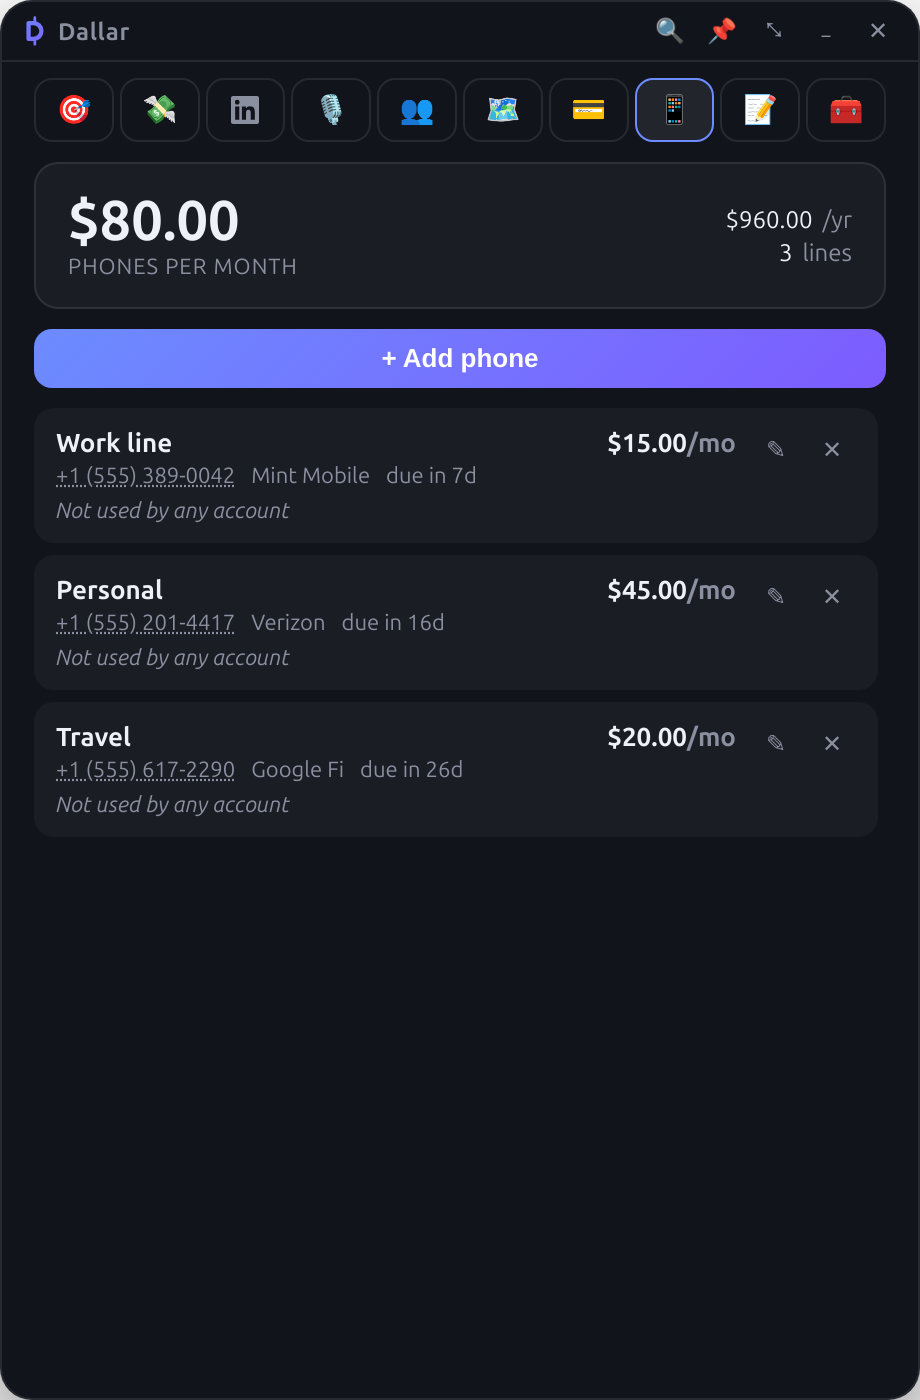 Dallar
$80.00
PHONES PER MONTH
$960.00 /yr
3 lines
+ Add phone
Work line
$15.00/mo
+1 (555) 389-0042 Mint Mobile due in 7d
Not used by any account
Personal
$45.00/mo
+1 (555) 201-4417 Verizon due in 16d
Not used by any account
Travel
$20.00/mo
+1 (555) 617-2290 Google Fi due in 26d
Not used by any account